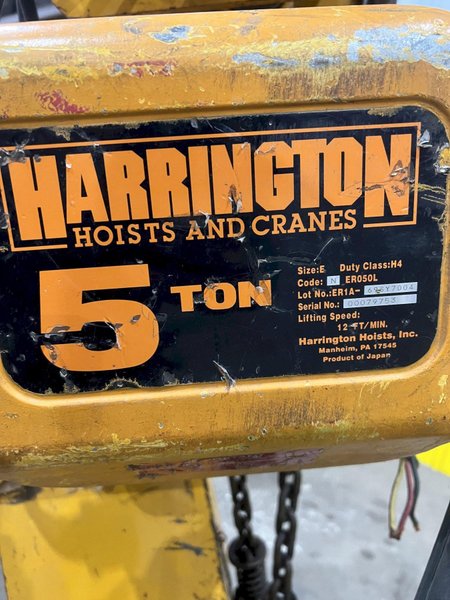 HARRINGTON
HOISTS AND CRANES
5 TON
Size:E Duty Class:H4
Code: N ER050L
Lot No.:ER1A-
Serial No.: 00079753
Lifting Speed:
12 FT/MIN.
Harrington Hoists, Inc.
Manheim, PA 17545
Product of Japan